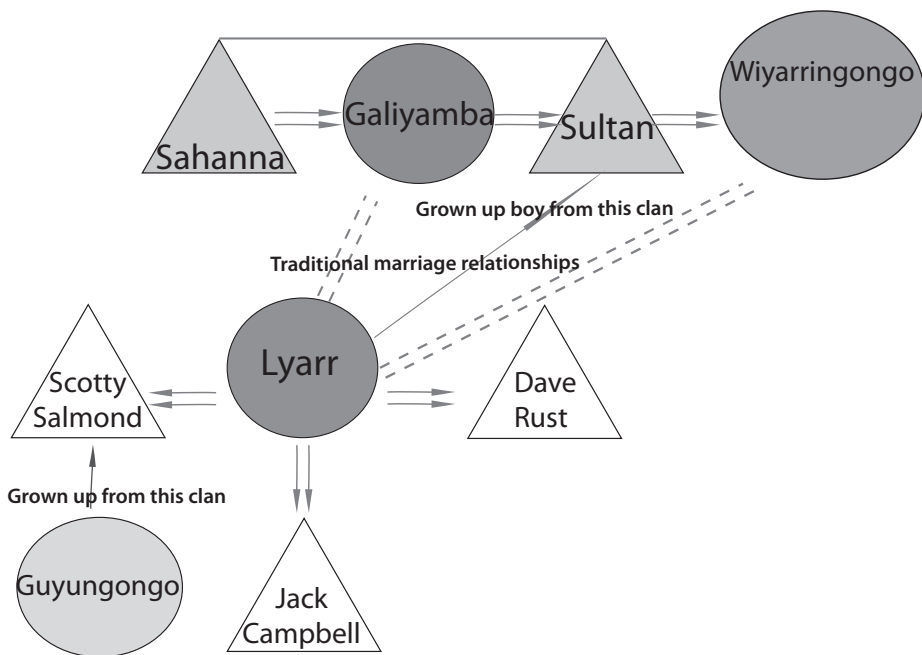 Wiyarringongo
Galiyamba
Sultan
Sahanna
Grown up boy from this clan
Traditional marriage relationships
Lyarr
Scotty
Salmond
Dave
Rust
Grown up from this clan
Guyungongo
Jack
Campbell